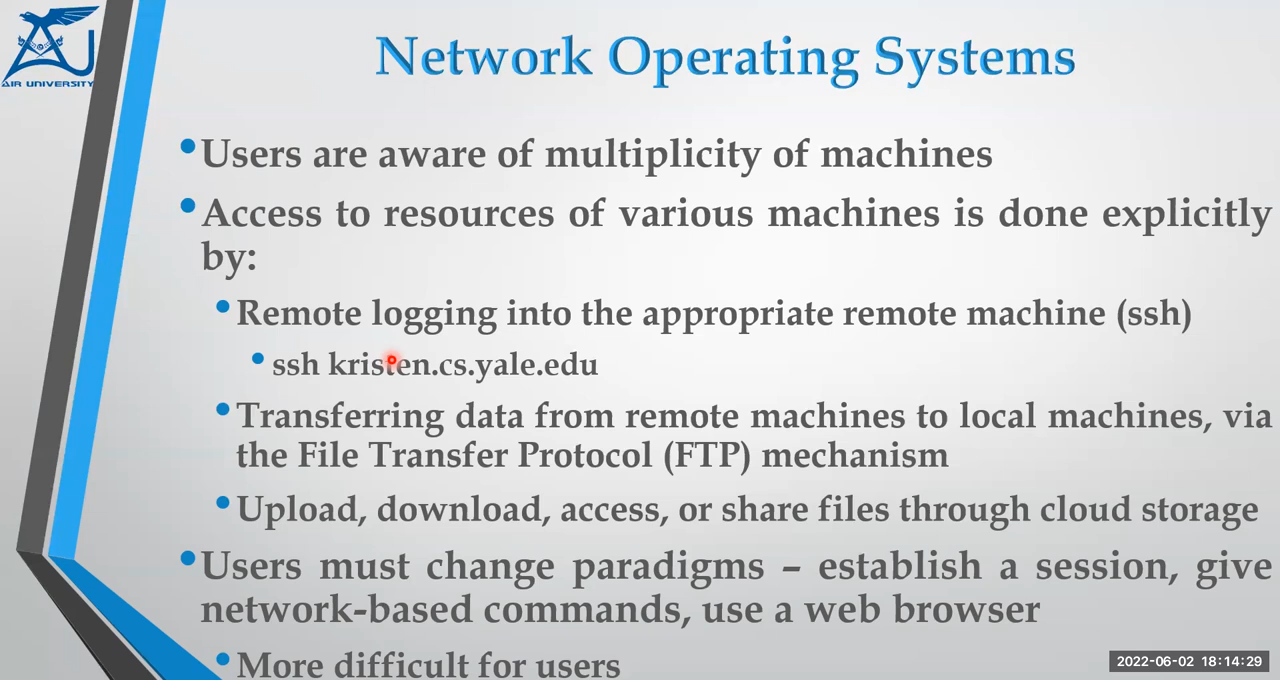 AIR UNIVERSITY
Network Operating Systems
•Users are aware of multiplicity of machines
•Access to resources of various machines is done explicitly
by:
•Remote logging into the appropriate remote machine (ssh)
•ssh kristen.cs.yale.edu
•Transferring data from remote machines to local machines, via
the File Transfer Protocol (FTP) mechanism
•Upload, download, access, or share files through cloud storage
•Users must change paradigms – establish a session, give
network-based commands, use a web browser
•More difficult for users
2022-06-02 18:14:29